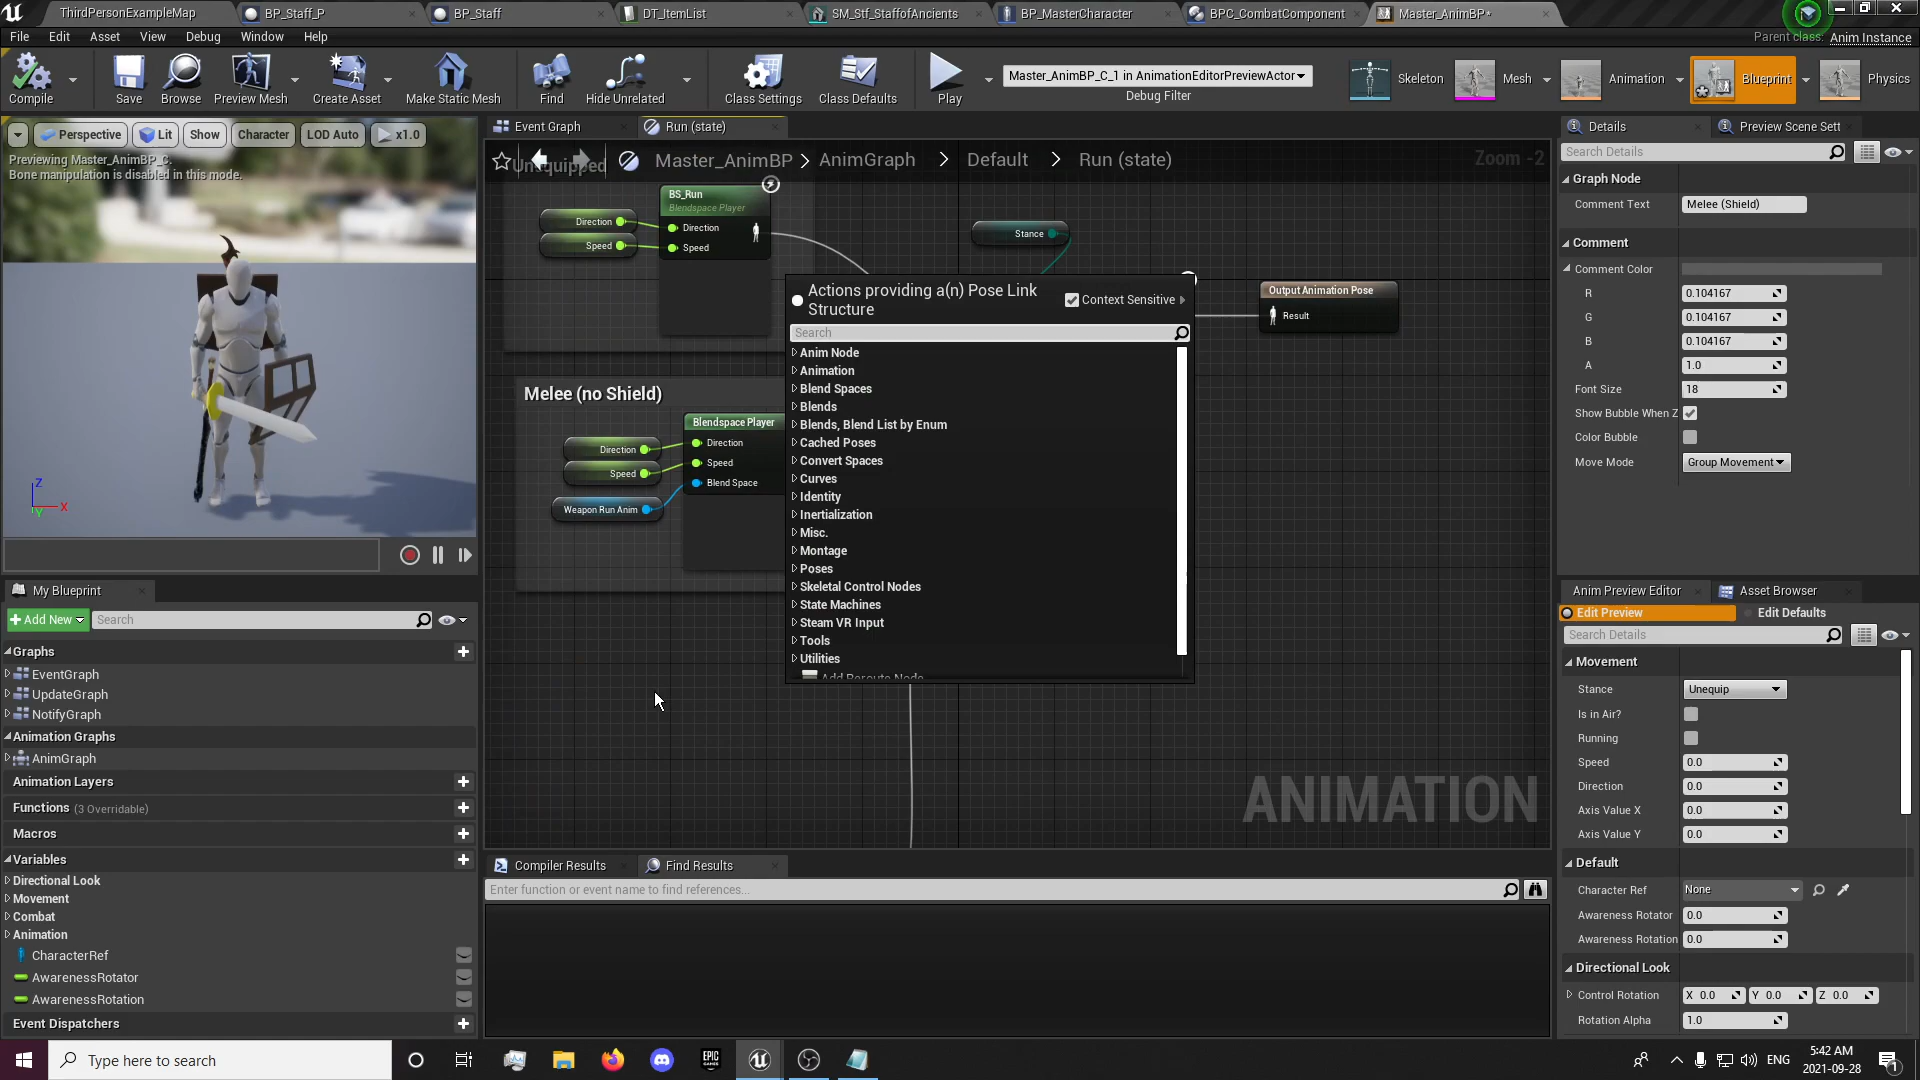 ThirdPersonExampleMap
BP_Staff_P
BP_Staff
DT_ItemList
SM_Stf_StaffofAncients
BP_MasterCharacter
BPC_CombatComponent
Master_AnimBP*
File Edit Asset View Debug Window Help
Parent class: Anim Instance
Compile
Save
Browse
Preview Mesh
Create Asset
Make Static Mesh
Find
Hide Unrelated
Class Settings
Class Defaults
Play
Master_AnimBP_C_1 in AnimationEditorPreviewActor
Debug Filter
Skeleton
Mesh
Animation
Blueprint
Physics
Perspective
Lit
Show
Character
LOD Auto
x1.0
Previewing Master_AnimBP_C.
Bone manipulation is disabled in this mode.
Z
X
Y
Event Graph
Run (state)
Unequipped
Master_AnimBP > AnimGraph > Default > Run (state)
Zoom -2
BS_Run
Blendspace Player
Direction
Speed
Direction
Speed
Stance
Output Animation Pose
Result
Melee (no Shield)
Blendspace Player
Direction
Speed
Blend Space
Direction
Speed
Weapon Run Anim
Actions providing a(n) Pose Link
Structure
Context Sensitive
Search
Anim Node
Animation
Blend Spaces
Blends
Blends, Blend List by Enum
Cached Poses
Convert Spaces
Curves
Identity
Inertialization
Misc.
Montage
Poses
Skeletal Control Nodes
State Machines
Steam VR Input
Tools
Utilities
Add Reroute Node
ANIMATION
My Blueprint
Add New
Search
Graphs
EventGraph
UpdateGraph
NotifyGraph
Animation Graphs
AnimGraph
Animation Layers
Functions (3 Overridable)
Macros
Variables
Directional Look
Movement
Combat
Animation
CharacterRef
AwarenessRotator
AwarenessRotation
Event Dispatchers
Compiler Results
Find Results
Enter function or event name to find references...
Details
Preview Scene Sett
Search Details
Graph Node
Comment Text Melee (Shield)
Comment
Comment Color
R 0.104167
G 0.104167
B 0.104167
A 1.0
Font Size 18
Show Bubble When Z
Color Bubble
Move Mode Group Movement
Anim Preview Editor
Asset Browser
Edit Preview
Edit Defaults
Search Details
Movement
Stance Unequip
Is in Air?
Running
Speed 0.0
Direction 0.0
Axis Value X 0.0
Axis Value Y 0.0
Default
Character Ref None
Awareness Rotator 0.0
Awareness Rotation 0.0
Directional Look
Control Rotation X 0.0 Y 0.0 Z 0.0
Rotation Alpha 1.0
Type here to search
EPIC
GAMES
ENG
5:42 AM
2021-09-28
1